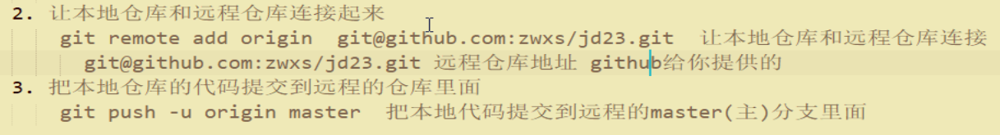 2. 让本地仓库和远程仓库连接起来
git remote add origin  git@github.com:zwxs/jd23.git  让本地仓库和远程仓库连接
git@github.com:zwxs/jd23.git 远程仓库地址 github给你提供的
3. 把本地仓库的代码提交到远程的仓库里面
git push -u origin master  把本地代码提交到远程的master(主)分支里面